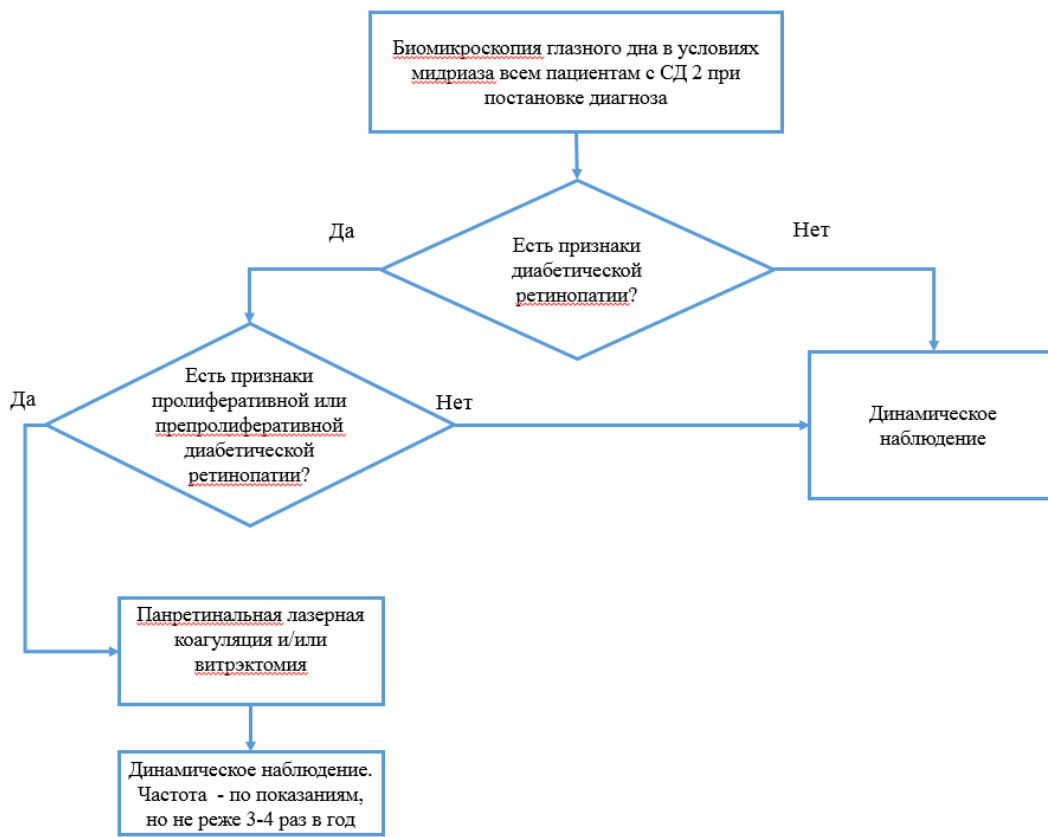 Биомикроскопия глазного дна в условиях
мидриаза всем пациентам с СД 2 при
постановке диагноза
Да
Нет
Есть признаки
диабетической
ретинопатии?
Да
Есть признаки
пролиферативной или
препролиферативной
диабетической
ретинопатии?
Нет
Динамическое
наблюдение
Панретинальная лазерная
коагуляция и/или
витрэктомия
Динамическое наблюдение.
Частота - по показаниям,
но не реже 3-4 раз в год